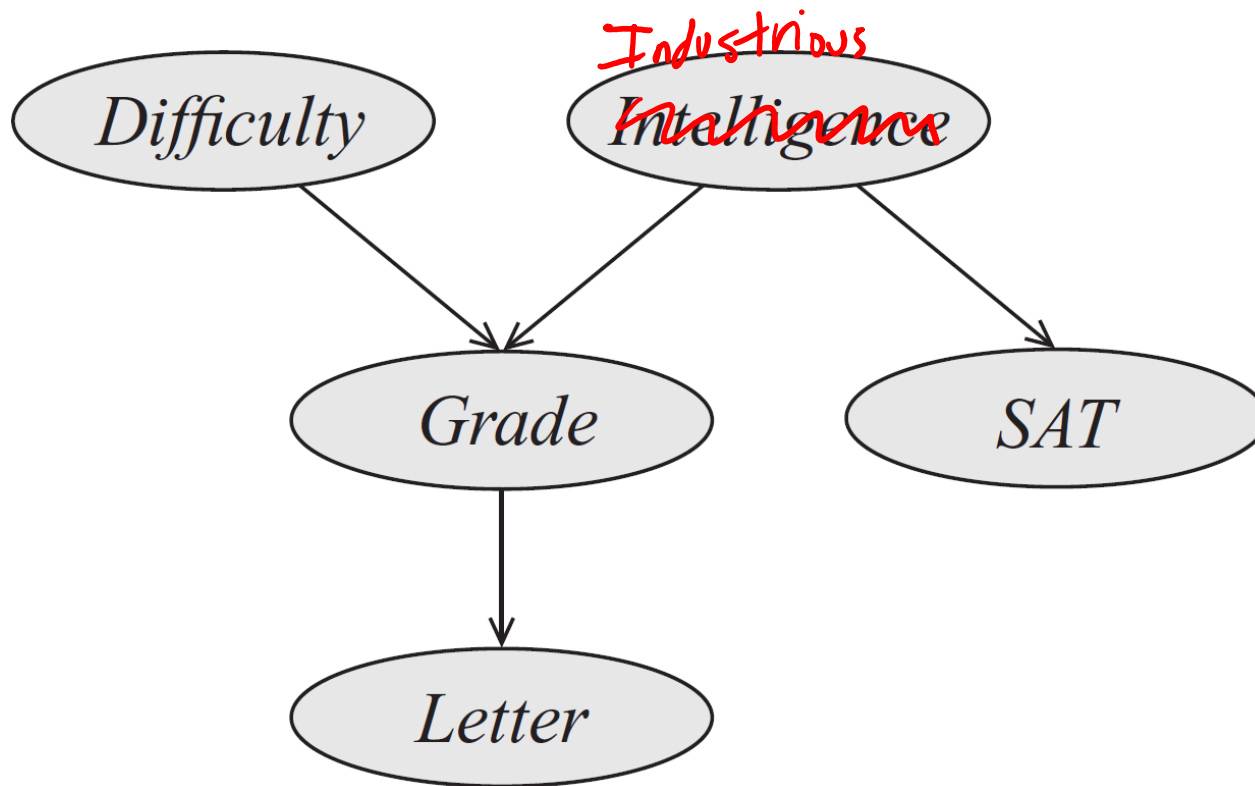 Industrious
Difficulty
Intelligence
Grade
SAT
Letter